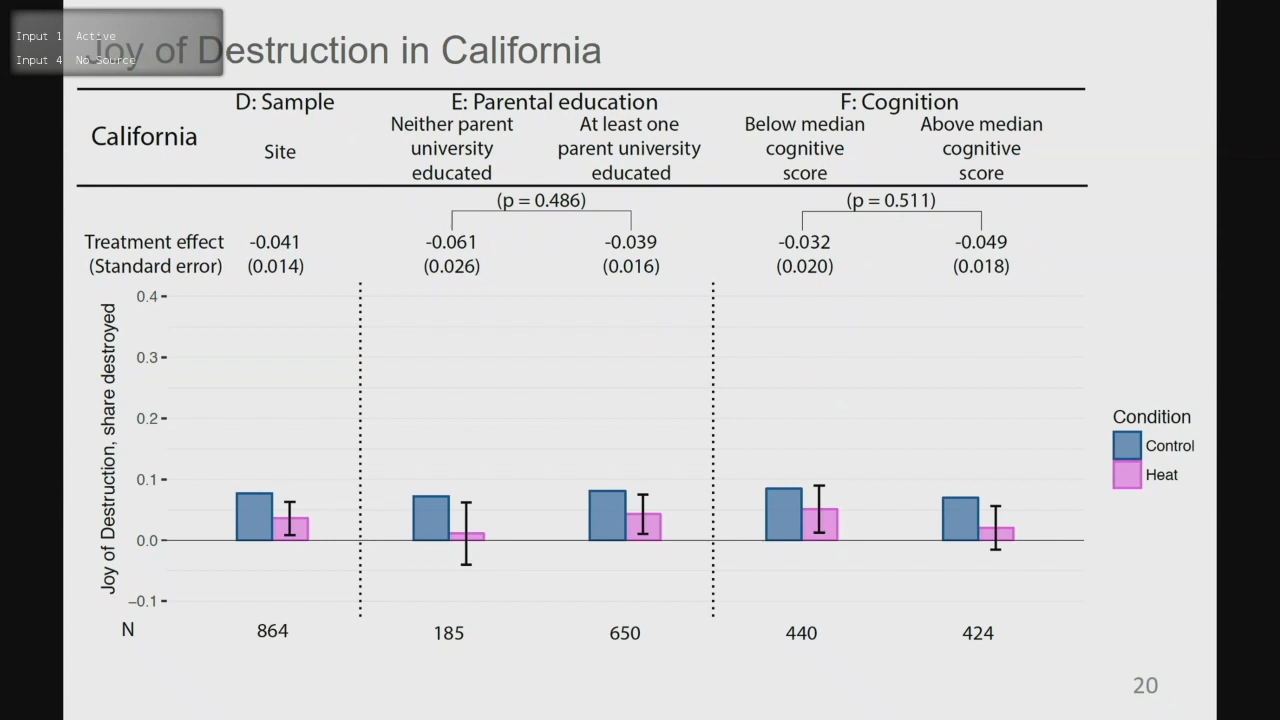 Input 1 Active
Input 4 No Source
Joy of Destruction in California
California
D: Sample
Site
E: Parental education
Neither parent
university
educated
At least one
parent university
educated
F: Cognition
Below median
cognitive
score
Above median
cognitive
score
(p = 0.486)
(p = 0.511)
Treatment effect -0.041 -0.061 -0.039 -0.032 -0.049
(Standard error) (0.014) (0.026) (0.016) (0.020) (0.018)
Joy of Destruction, share destroyed
0.4
0.3
0.2
0.1
0.0
−0.1
Condition
Control
Heat
N 864 185 650 440 424
20